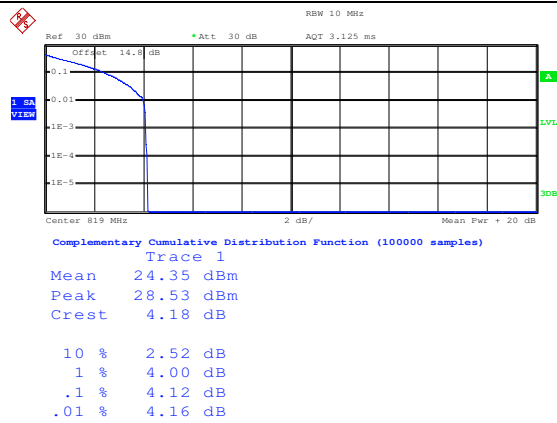 RBW 10 MHz
Ref 30 dBm *Att 30 dB AQT 3.125 ms
Offset 14.8 dB
0.1
A
0.01
1 SA
VIEW
1E-3
LVL
1E-4
1E-5
3DB
Center 819 MHz 2 dB/ Mean Pwr + 20 dB
Complementary Cumulative Distribution Function (100000 samples)
Trace 1
Mean 24.35 dBm
Peak 28.53 dBm
Crest 4.18 dB
10 % 2.52 dB
1 % 4.00 dB
.1 % 4.12 dB
.01 % 4.16 dB